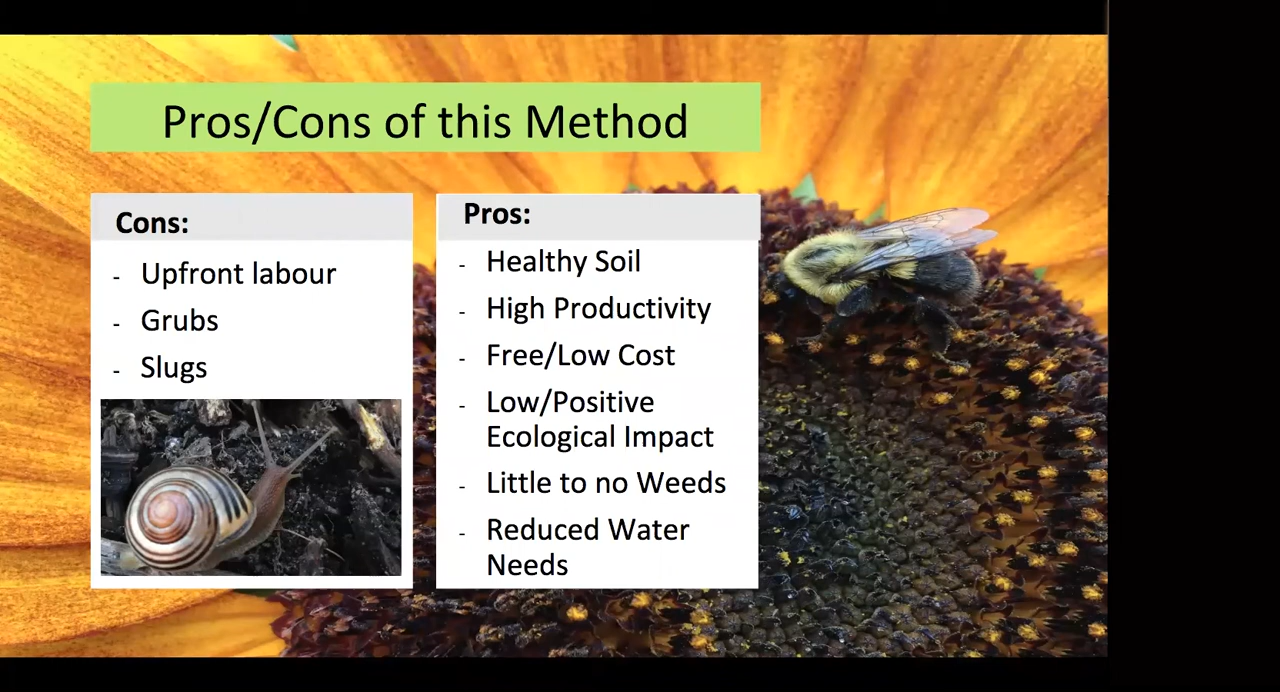 Pros/Cons of this Method
Cons:
- Upfront labour
- Grubs
- Slugs
Pros:
- Healthy Soil
- High Productivity
- Free/Low Cost
- Low/Positive
Ecological Impact
- Little to no Weeds
- Reduced Water
Needs